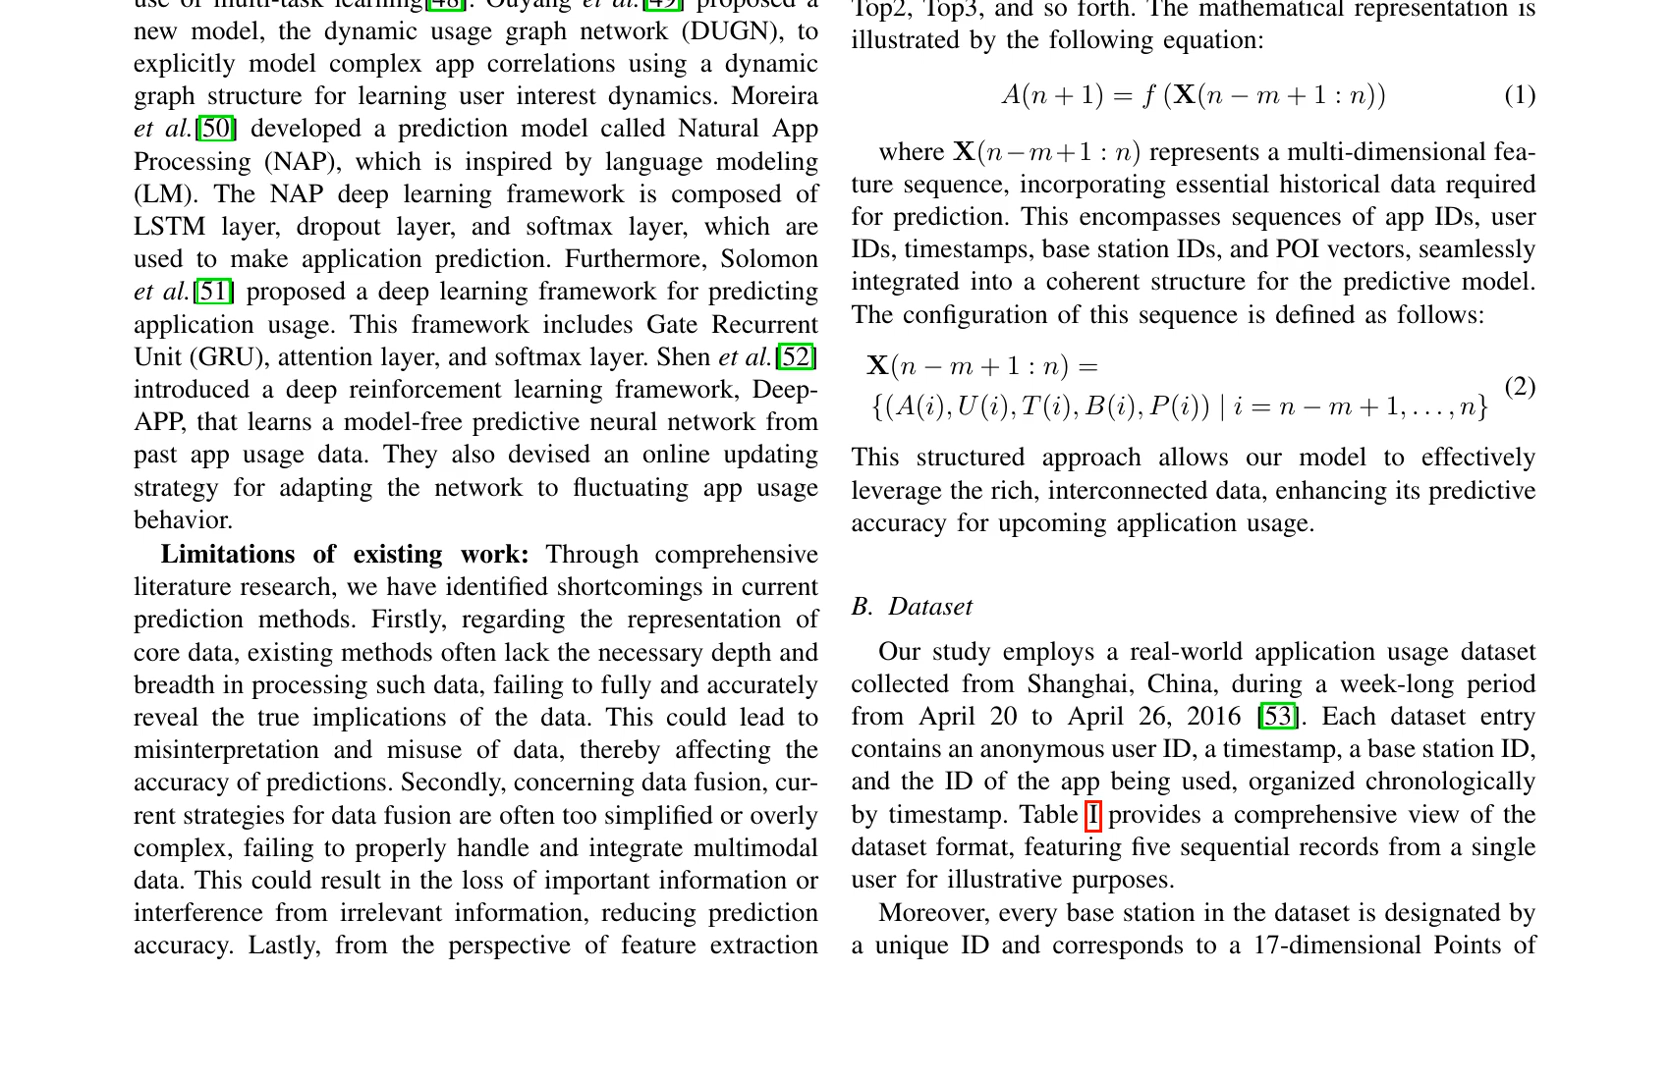 use of multi-task learning[48]. Ouyang et al.[49] proposed a
new model, the dynamic usage graph network (DUGN), to
explicitly model complex app correlations using a dynamic
graph structure for learning user interest dynamics. Moreira
et al.[50] developed a prediction model called Natural App
Processing (NAP), which is inspired by language modeling
(LM). The NAP deep learning framework is composed of
LSTM layer, dropout layer, and softmax layer, which are
used to make application prediction. Furthermore, Solomon
et al.[51] proposed a deep learning framework for predicting
application usage. This framework includes Gate Recurrent
Unit (GRU), attention layer, and softmax layer. Shen et al.[52]
introduced a deep reinforcement learning framework, Deep-
APP, that learns a model-free predictive neural network from
past app usage data. They also devised an online updating
strategy for adapting the network to fluctuating app usage
behavior.
Limitations of existing work: Through comprehensive
literature research, we have identified shortcomings in current
prediction methods. Firstly, regarding the representation of
core data, existing methods often lack the necessary depth and
breadth in processing such data, failing to fully and accurately
reveal the true implications of the data. This could lead to
misinterpretation and misuse of data, thereby affecting the
accuracy of predictions. Secondly, concerning data fusion, cur-
rent strategies for data fusion are often too simplified or overly
complex, failing to properly handle and integrate multimodal
data. This could result in the loss of important information or
interference from irrelevant information, reducing prediction
accuracy. Lastly, from the perspective of feature extraction
Top2, Top3, and so forth. The mathematical representation is
illustrated by the following equation:
A(n + 1) = f (X(n − m + 1 : n)) (1)
where X(n−m+1 : n) represents a multi-dimensional fea-
ture sequence, incorporating essential historical data required
for prediction. This encompasses sequences of app IDs, user
IDs, timestamps, base station IDs, and POI vectors, seamlessly
integrated into a coherent structure for the predictive model.
The configuration of this sequence is defined as follows:
X(n − m + 1 : n) =
{(A(i), U(i), T(i), B(i), P(i)) | i = n − m + 1, . . . , n} (2)
This structured approach allows our model to effectively
leverage the rich, interconnected data, enhancing its predictive
accuracy for upcoming application usage.
B. Dataset
Our study employs a real-world application usage dataset
collected from Shanghai, China, during a week-long period
from April 20 to April 26, 2016 [53]. Each dataset entry
contains an anonymous user ID, a timestamp, a base station ID,
and the ID of the app being used, organized chronologically
by timestamp. Table I provides a comprehensive view of the
dataset format, featuring five sequential records from a single
user for illustrative purposes.
Moreover, every base station in the dataset is designated by
a unique ID and corresponds to a 17-dimensional Points of